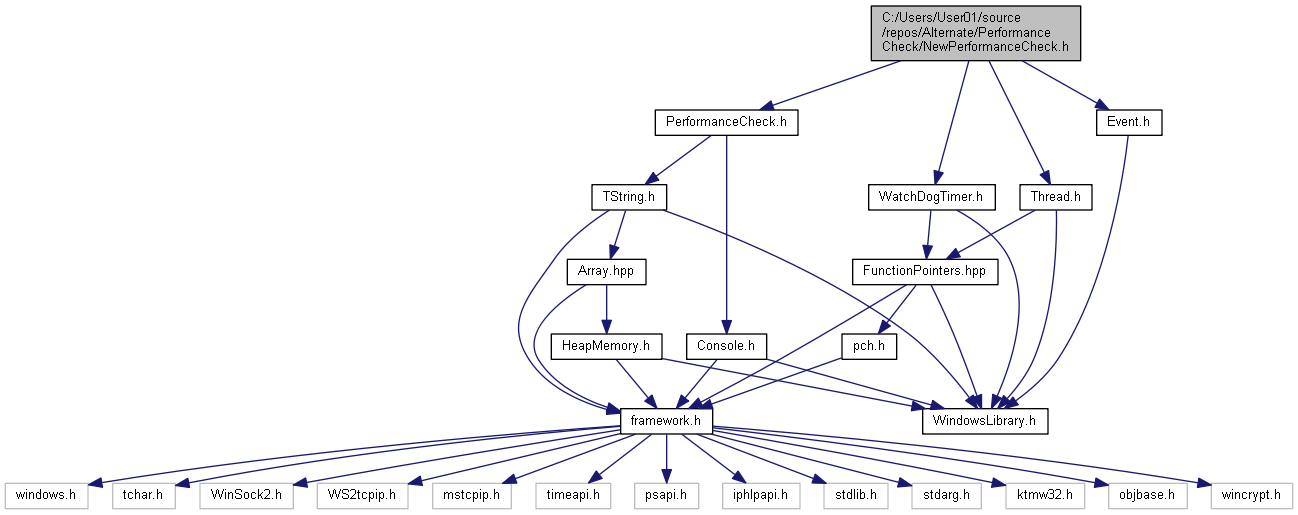 C:/Users/User01/source
/repos/Alternate/Performance
Check/NewPerformanceCheck.h
PerformanceCheck.h
Event.h
TString.h
WatchDogTimer.h
Thread.h
Array.hpp
FunctionPointers.hpp
HeapMemory.h
Console.h
pch.h
framework.h
WindowsLibrary.h
windows.h
tchar.h
WinSock2.h
WS2tcpip.h
mstcpip.h
timeapi.h
psapi.h
iphlpapi.h
stdlib.h
stdarg.h
ktmw32.h
objbase.h
wincrypt.h